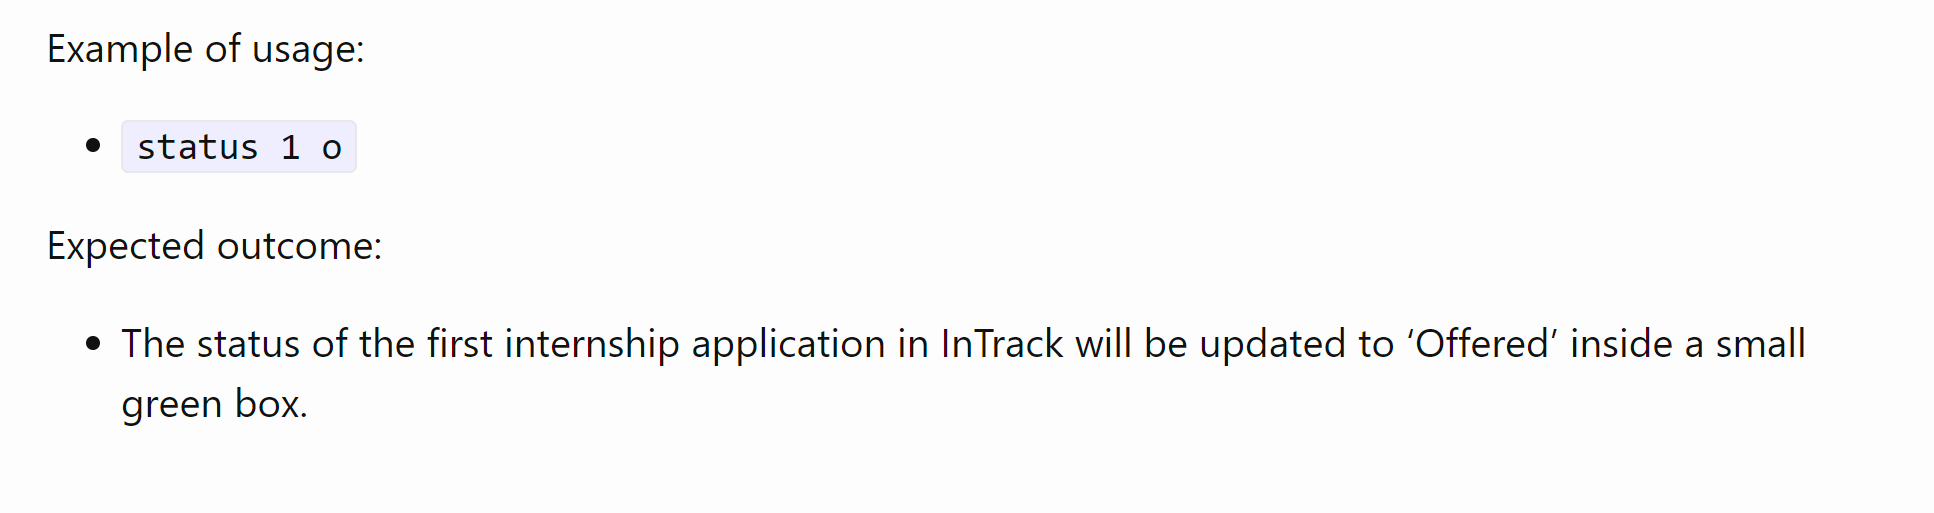 Example of usage:
• status 1 o
Expected outcome:
• The status of the first internship application in InTrack will be updated to ‘Offered’ inside a small
green box.